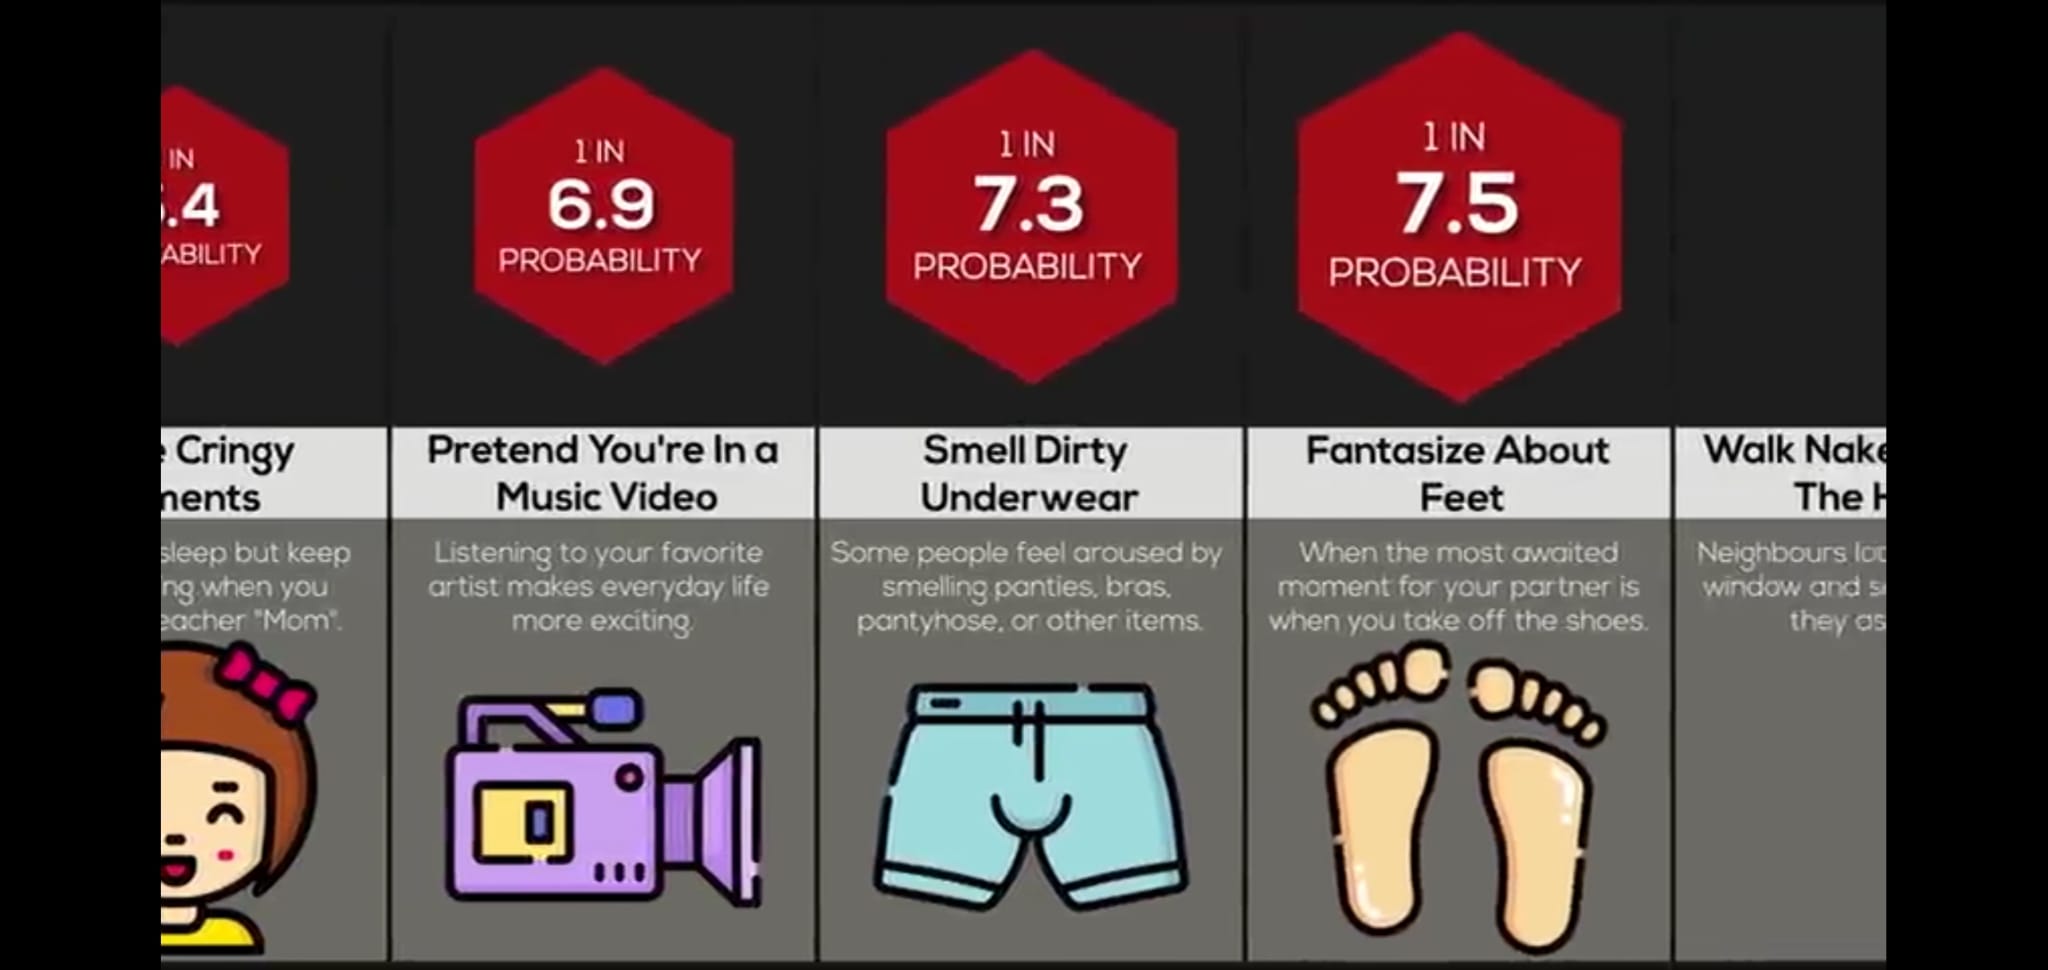 IN
.4
ABILITY
Cringy
ments
sleep but keep
ng when you
eacher "Mom".
1 IN
6.9
PROBABILITY
Pretend You're In a
Music Video
Listening to your favorite
artist makes everyday life
more exciting.
1 IN
7.3
PROBABILITY
Smell Dirty
Underwear
Some people feel aroused by
smelling panties, bras,
pantyhose, or other items.
1 IN
7.5
PROBABILITY
Fantasize About
Feet
When the most awaited
moment for your partner is
when you take off the shoes.
Walk Nake
The H
Neighbours loo
window and s
they as